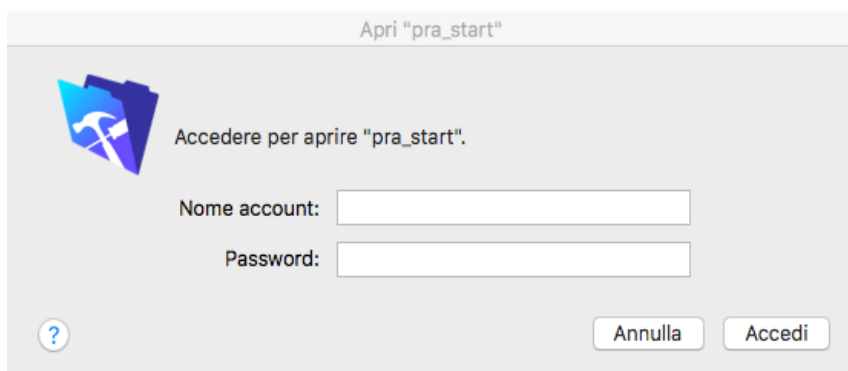 Apri "pra_start"
Accedere per aprire "pra_start".
Nome account:
Password:
?
Annulla
Accedi